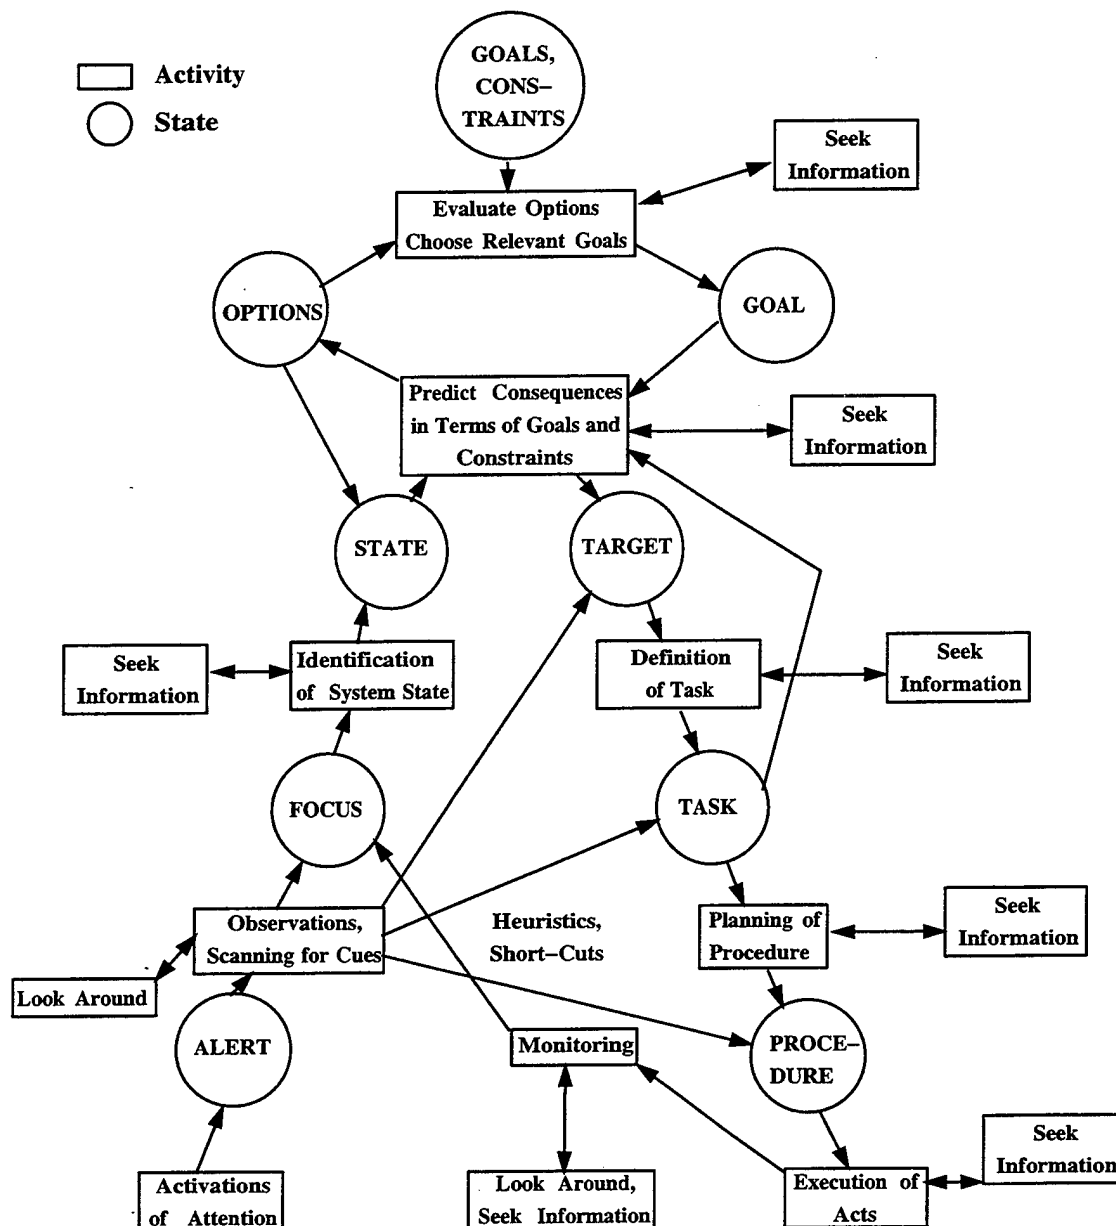 Activity
State
GOALS,
CONS–
TRAINTS
Seek
Information
Evaluate Options
Choose Relevant Goals
OPTIONS
GOAL
Predict Consequences
in Terms of Goals and
Constraints
Seek
Information
STATE
TARGET
Seek
Information
Identification
of System State
Definition
of Task
Seek
Information
FOCUS
TASK
Observations,
Scanning for Cues
Heuristics,
Short–Cuts
Planning of
Procedure
Seek
Information
Look Around
ALERT
Monitoring
PROCE–
DURE
Activations
of Attention
Look Around,
Seek Information
Execution of
Acts
Seek
Information